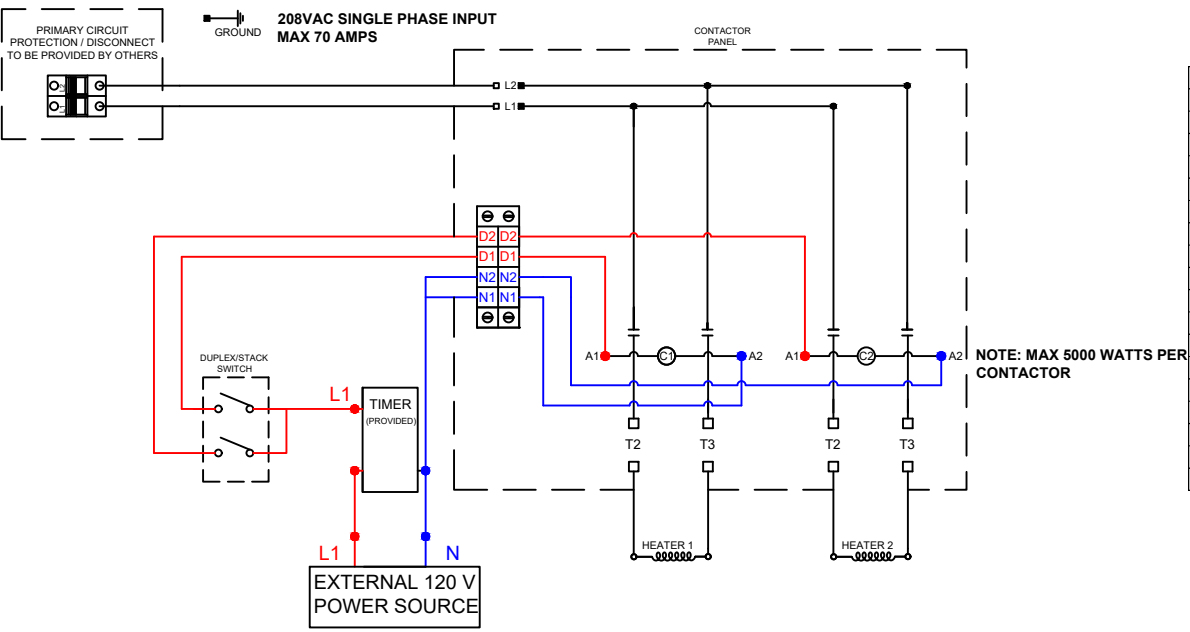 PRIMARY CIRCUIT
PROTECTION / DISCONNECT
TO BE PROVIDED BY OTHERS
L2
L1
GROUND
208VAC SINGLE PHASE INPUT
MAX 70 AMPS
CONTACTOR
PANEL
L2
L1
D2 D2
D1 D1
N2 N2
N1 N1
A1 C1 A2
A1 C2 A2
NOTE: MAX 5000 WATTS PER
CONTACTOR
DUPLEX/STACK
SWITCH
L1
TIMER
(PROVIDED)
T2 T3
T2 T3
HEATER 1
HEATER 2
L1 N
EXTERNAL 120 V
POWER SOURCE